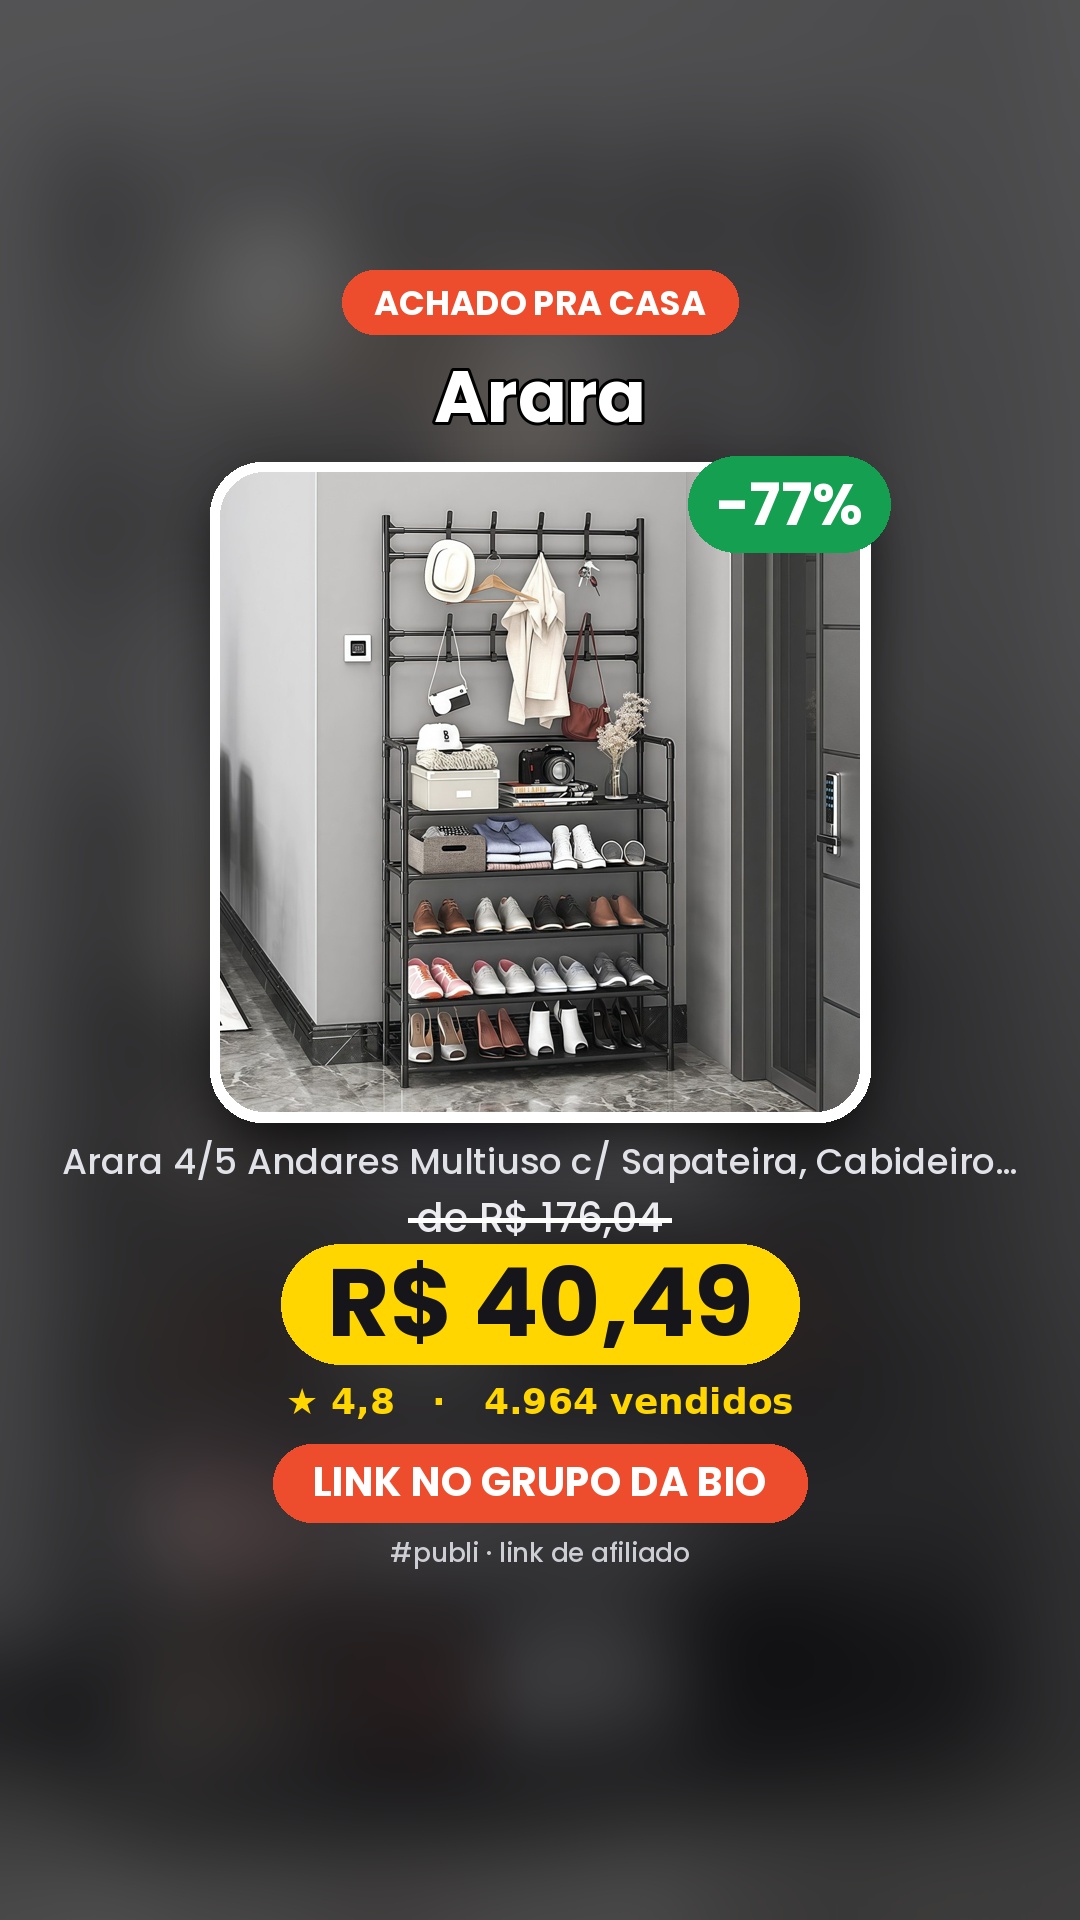 ACHADO PRA CASA
Arara
-77%
Arara 4/5 Andares Multiuso c/ Sapateira, Cabideiro...
de R$ 176,04
R$ 40,49
★ 4,8 · 4.964 vendidos
LINK NO GRUPO DA BIO
#publi · link de afiliado